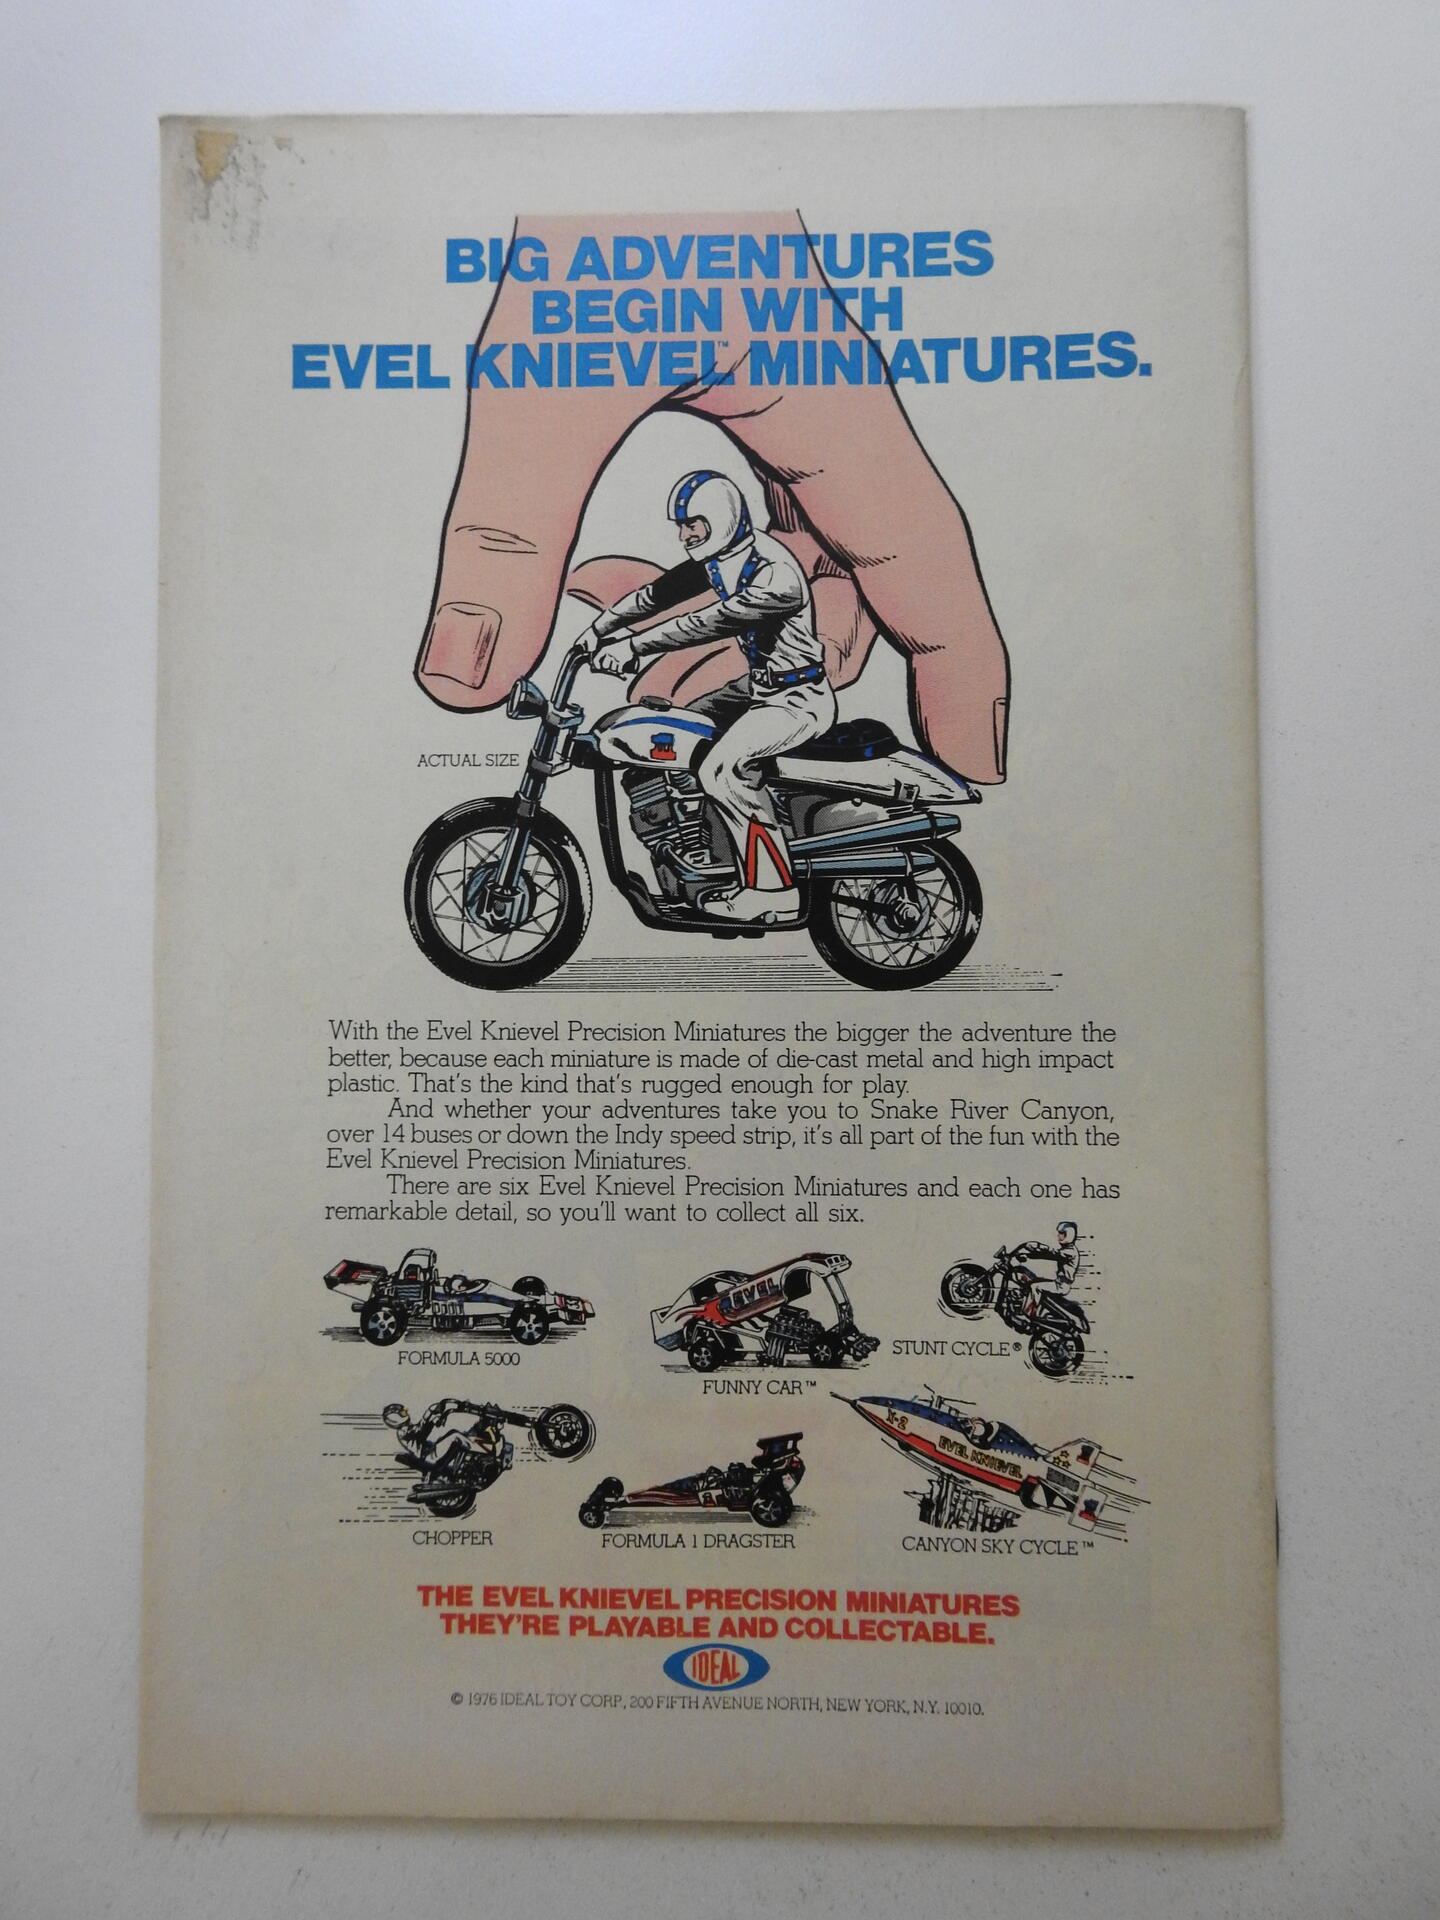 BIG ADVENTURES
BEGIN WITH
EVEL KNIEVEL™ MINIATURES.
ACTUAL SIZE
With the Evel Knievel Precision Miniatures the bigger the adventure the
better, because each miniature is made of die-cast metal and high impact
plastic. That's the kind that's rugged enough for play.
And whether your adventures take you to Snake River Canyon,
over 14 buses or down the Indy speed strip, it's all part of the fun with the
Evel Knievel Precision Miniatures.
There are six Evel Knievel Precision Miniatures and each one has
remarkable detail, so you'll want to collect all six.
FORMULA 5000
EVEL
FUNNY CAR™
STUNT CYCLE®
CHOPPER
FORMULA 1 DRAGSTER
X-2
EVEL KNIEVEL
CANYON SKY CYCLE™
THE EVEL KNIEVEL PRECISION MINIATURES
THEY'RE PLAYABLE AND COLLECTABLE.
IDEAL
© 1976 IDEAL TOY CORP., 200 FIFTH AVENUE NORTH, NEW YORK, N.Y. 10010.